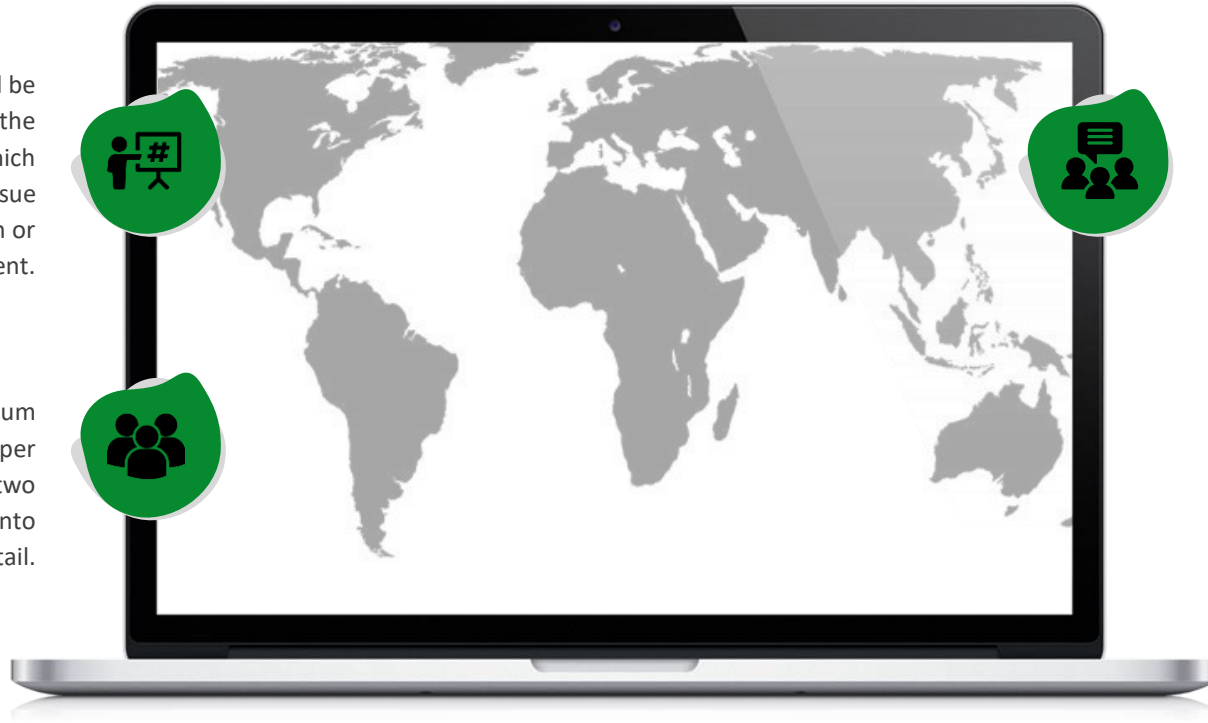 be
the
hich
sue
or
ent.
#
um
per
two
nto
tail.